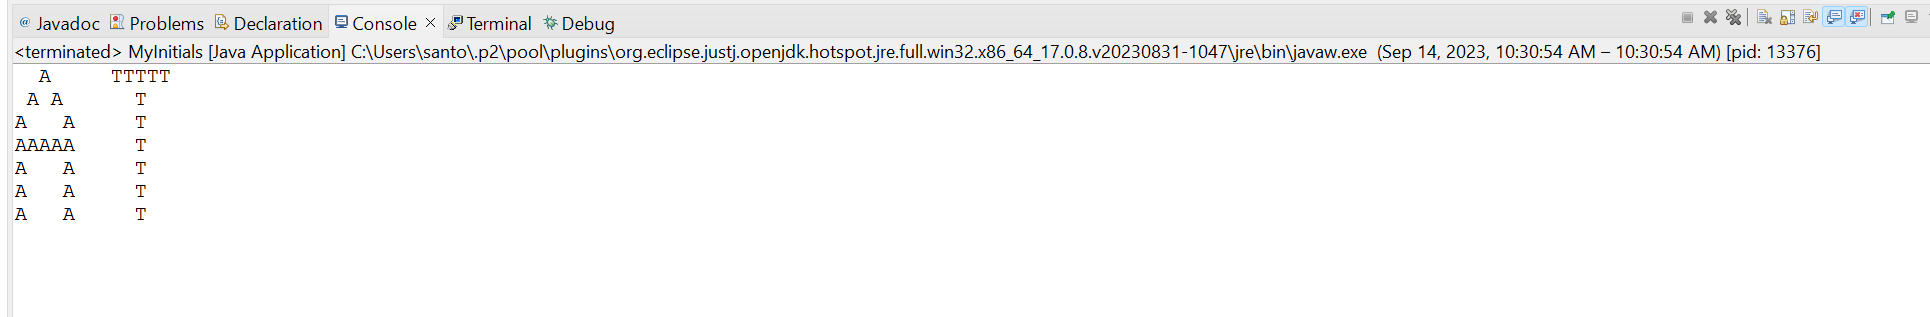 Javadoc Problems Declaration Console Terminal Debug
<terminated> MyInitials [Java Application] C:\Users\santo\.p2\pool\plugins\org.eclipse.justj.openjdk.hotspot.jre.full.win32.x86_64_17.0.8.v20230831-1047\jre\bin\javaw.exe (Sep 14, 2023, 10:30:54 AM – 10:30:54 AM) [pid: 13376]
  A     TTTTT
 A A      T
A   A     T
AAAAA     T
A   A     T
A   A     T
A   A     T